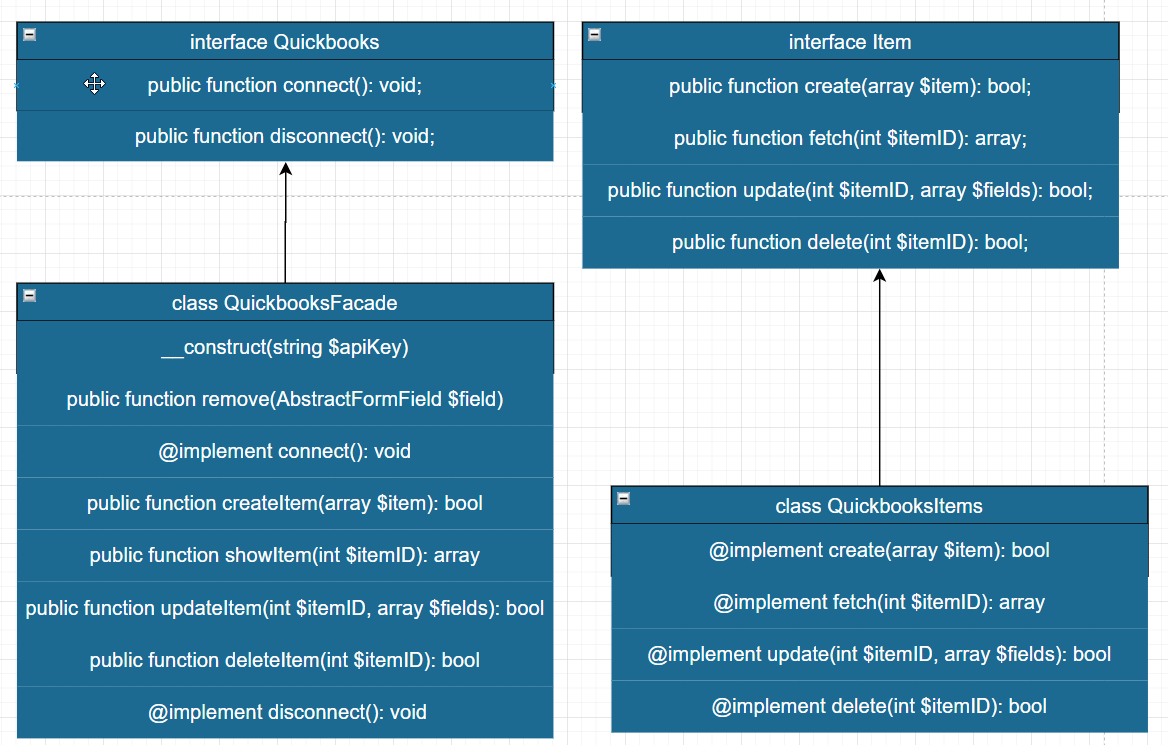 interface Quickbooks
public function connect(): void;
public function disconnect(): void;
interface Item
public function create(array $item): bool;
public function fetch(int $itemID): array;
public function update(int $itemID, array $fields): bool;
public function delete(int $itemID): bool;
class QuickbooksFacade
__construct(string $apiKey)
public function remove(AbstractFormField $field)
@implement connect(): void
public function createItem(array $item): bool
public function showItem(int $itemID): array
public function updateItem(int $itemID, array $fields): bool
public function deleteItem(int $itemID): bool
@implement disconnect(): void
class QuickbooksItems
@implement create(array $item): bool
@implement fetch(int $itemID): array
@implement update(int $itemID, array $fields): bool
@implement delete(int $itemID): bool